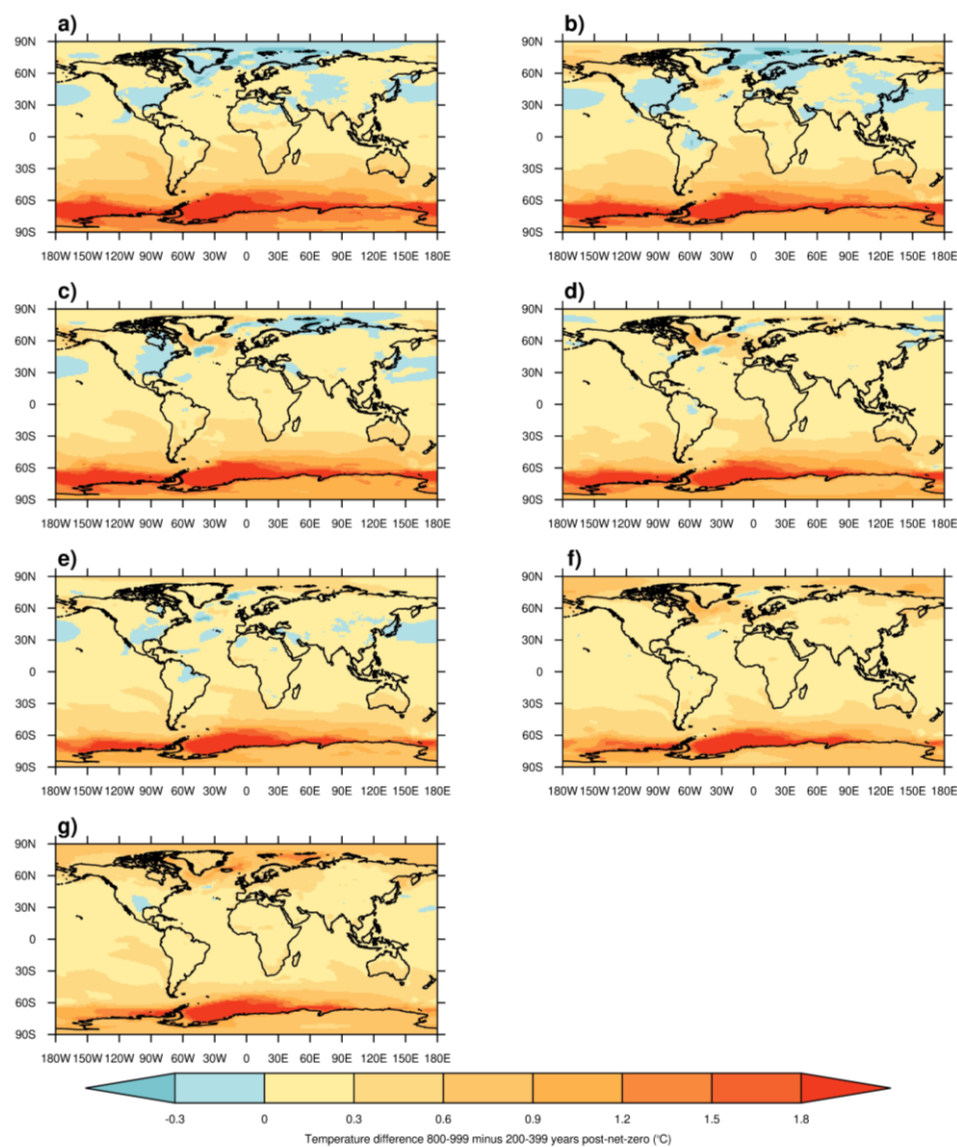 a)
90N
60N
30N
0
30S
60S
90S
180W 150W 120W 90W 60W 30W 0 30E 60E 90E 120E 150E 180E
b)
90N
60N
30N
0
30S
60S
90S
180W 150W 120W 90W 60W 30W 0 30E 60E 90E 120E 150E 180E
c)
90N
60N
30N
0
30S
60S
90S
180W 150W 120W 90W 60W 30W 0 30E 60E 90E 120E 150E 180E
d)
90N
60N
30N
0
30S
60S
90S
180W 150W 120W 90W 60W 30W 0 30E 60E 90E 120E 150E 180E
e)
90N
60N
30N
0
30S
60S
90S
180W 150W 120W 90W 60W 30W 0 30E 60E 90E 120E 150E 180E
f)
90N
60N
30N
0
30S
60S
90S
180W 150W 120W 90W 60W 30W 0 30E 60E 90E 120E 150E 180E
g)
90N
60N
30N
0
30S
60S
90S
180W 150W 120W 90W 60W 30W 0 30E 60E 90E 120E 150E 180E
-0.3 0 0.3 0.6 0.9 1.2 1.5 1.8
Temperature difference 800-999 minus 200-399 years post-net-zero (°C)